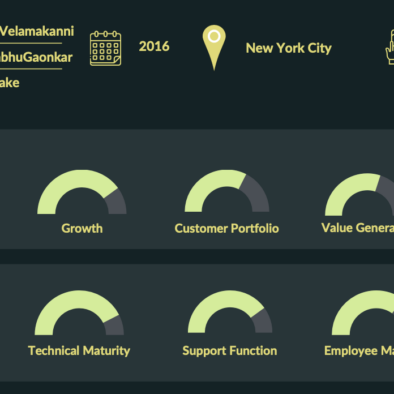 Velamakanni
bhuGaonkar
ake
2016
New York City
Growth
Customer Portfolio
Value Genera
Technical Maturity
Support Function
Employee Ma